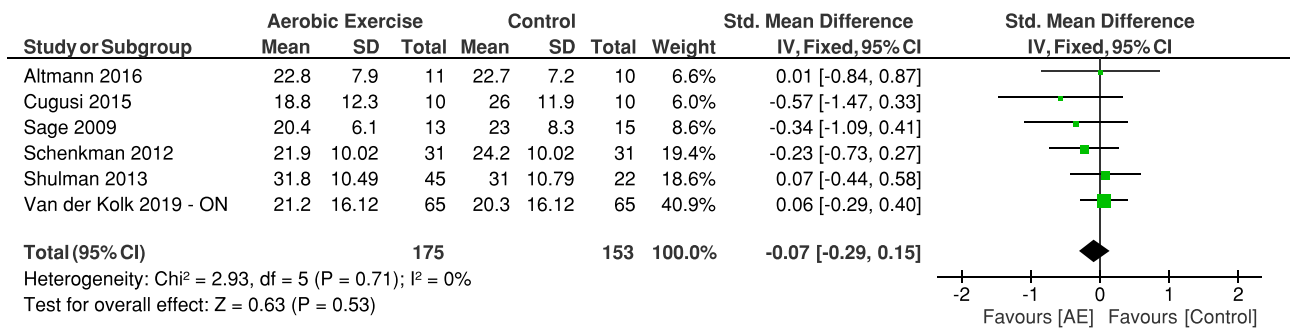 Aerobic Exercise Control Std. Mean Difference Std. Mean Difference
Study or Subgroup Mean SD Total Mean SD Total Weight IV, Fixed, 95% CI IV, Fixed, 95% CI
Altmann 2016 22.8 7.9 11 22.7 7.2 10 6.6% 0.01 [-0.84, 0.87]
Cugusi 2015 18.8 12.3 10 26 11.9 10 6.0% -0.57 [-1.47, 0.33]
Sage 2009 20.4 6.1 13 23 8.3 15 8.6% -0.34 [-1.09, 0.41]
Schenkman 2012 21.9 10.02 31 24.2 10.02 31 19.4% -0.23 [-0.73, 0.27]
Shulman 2013 31.8 10.49 45 31 10.79 22 18.6% 0.07 [-0.44, 0.58]
Van der Kolk 2019 - ON 21.2 16.12 65 20.3 16.12 65 40.9% 0.06 [-0.29, 0.40]
Total (95% CI) 175 153 100.0% -0.07 [-0.29, 0.15]
Heterogeneity: Chi² = 2.93, df = 5 (P = 0.71); I² = 0%
Test for overall effect: Z = 0.63 (P = 0.53)
-2 -1 0 1 2
Favours [AE] Favours [Control]